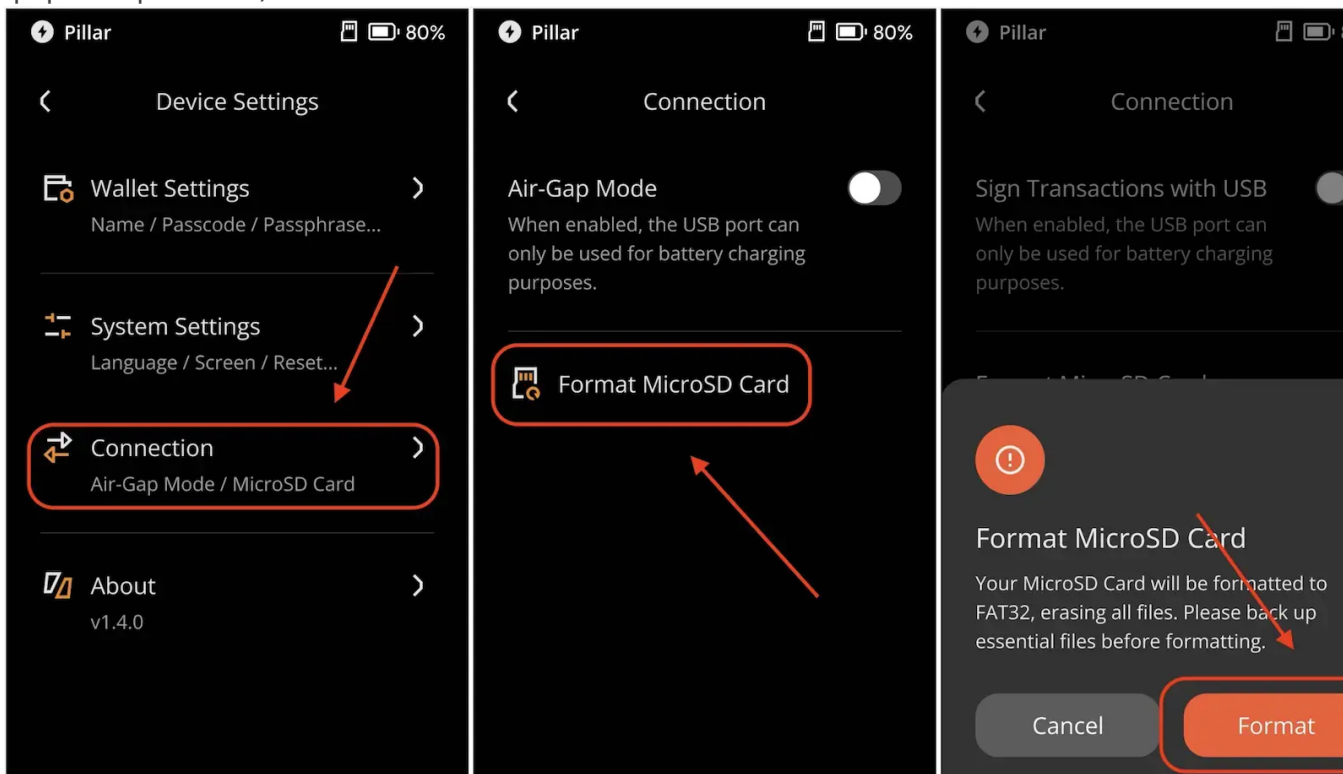 Pillar
80%
Device Settings
Wallet Settings
Name / Passcode / Passphrase...
System Settings
Language / Screen / Reset...
Connection
Air-Gap Mode / MicroSD Card
About
v1.4.0
Pillar
80%
Connection
Air-Gap Mode
When enabled, the USB port can
only be used for battery charging
purposes.
Format MicroSD Card
Pillar
Connection
Sign Transactions with USB
When enabled, the USB port can
only be used for battery charging
purposes.
Format MicroSD Card
Your MicroSD Card will be formatted to
FAT32, erasing all files. Please back up
essential files before formatting.
Cancel
Format